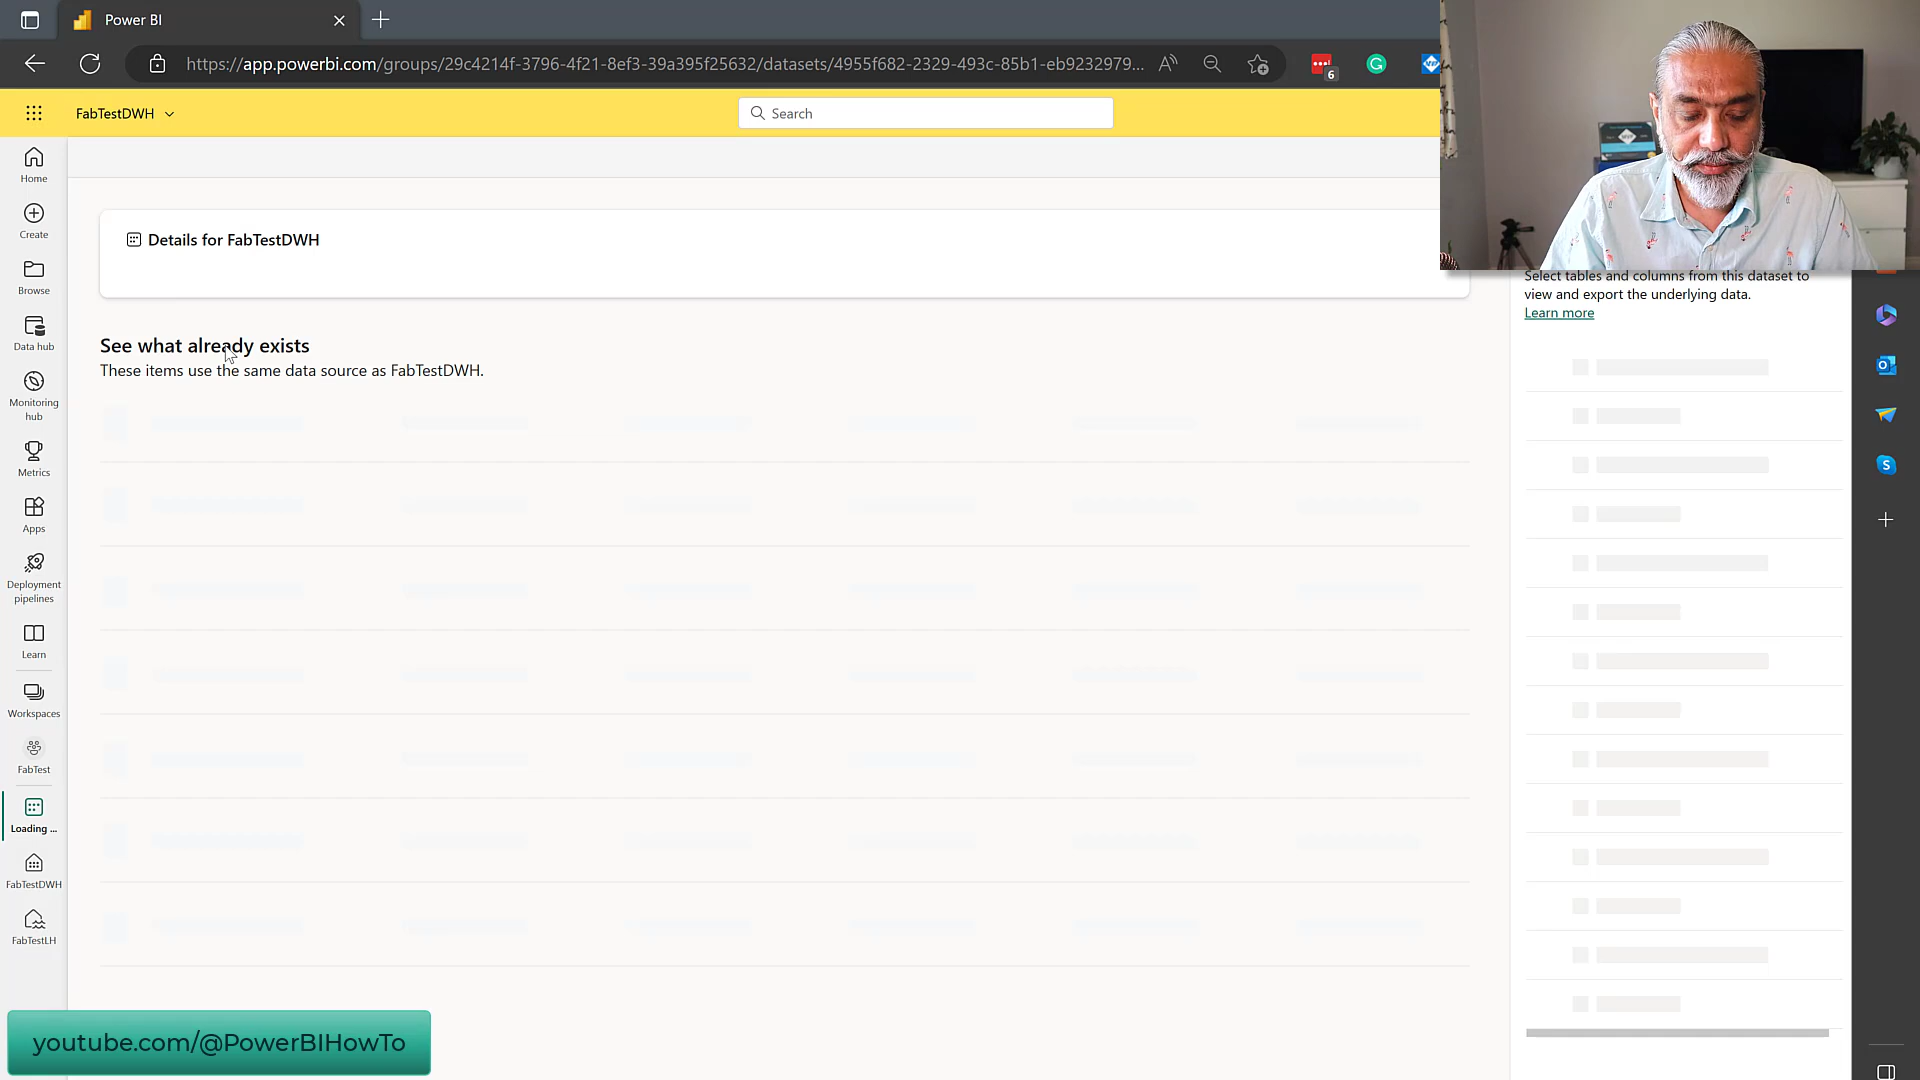 Power BI
https://app.powerbi.com/groups/29c4214f-3796-4f21-8ef3-39a395f25632/datasets/4955f682-2329-493c-85b1-eb9232979...
6
FabTestDWH
Search
Home
Create
Browse
Data hub
Monitoring
hub
Metrics
Apps
Deployment
pipelines
Learn
Workspaces
FabTest
Loading ...
FabTestDWH
FabTestLH
Details for FabTestDWH
See what already exists
These items use the same data source as FabTestDWH.
Select tables and columns from this dataset to
view and export the underlying data.
Learn more
youtube.com/@PowerBIHowTo